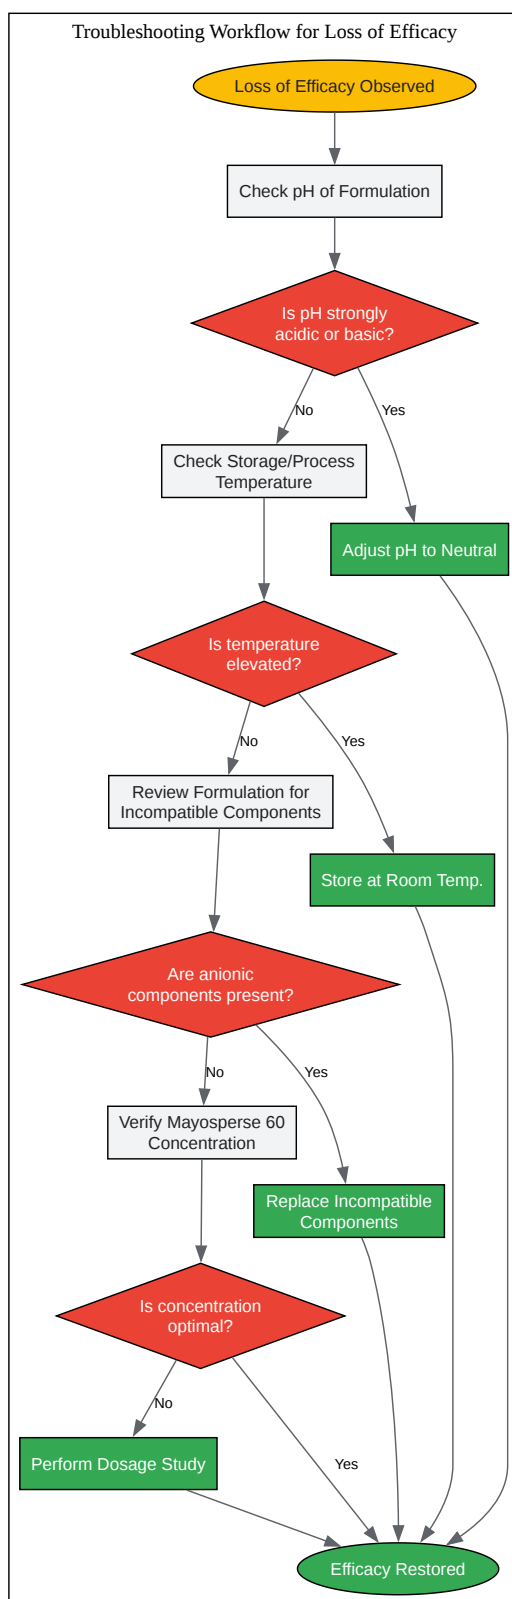 Troubleshooting Workflow for Loss of Efficacy
Loss of Efficacy Observed
Check pH of Formulation
Is pH strongly
acidic or basic?
No
Yes
Check Storage/Process
Temperature
Adjust pH to Neutral
Is temperature
elevated?
No
Yes
Review Formulation for
Incompatible Components
Store at Room Temp.
Are anionic
components present?
No
Yes
Verify Mayosperse 60
Concentration
Replace Incompatible
Components
Is concentration
optimal?
No
Yes
Perform Dosage Study
Efficacy Restored